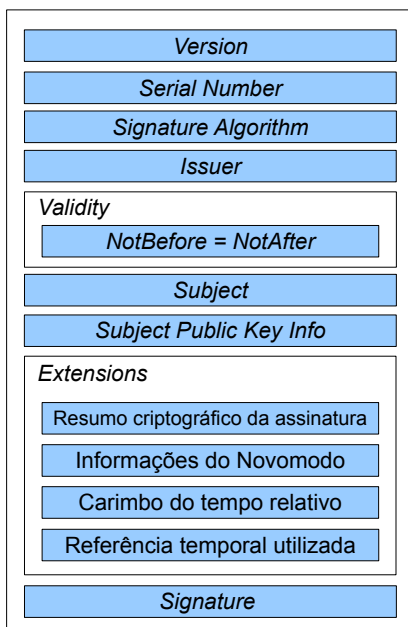 Version
Serial Number
Signature Algorithm
Issuer
Validity
NotBefore = NotAfter
Subject
Subject Public Key Info
Extensions
Resumo criptográfico da assinatura
Informações do Novomodo
Carimbo do tempo relativo
Referência temporal utilizada
Signature